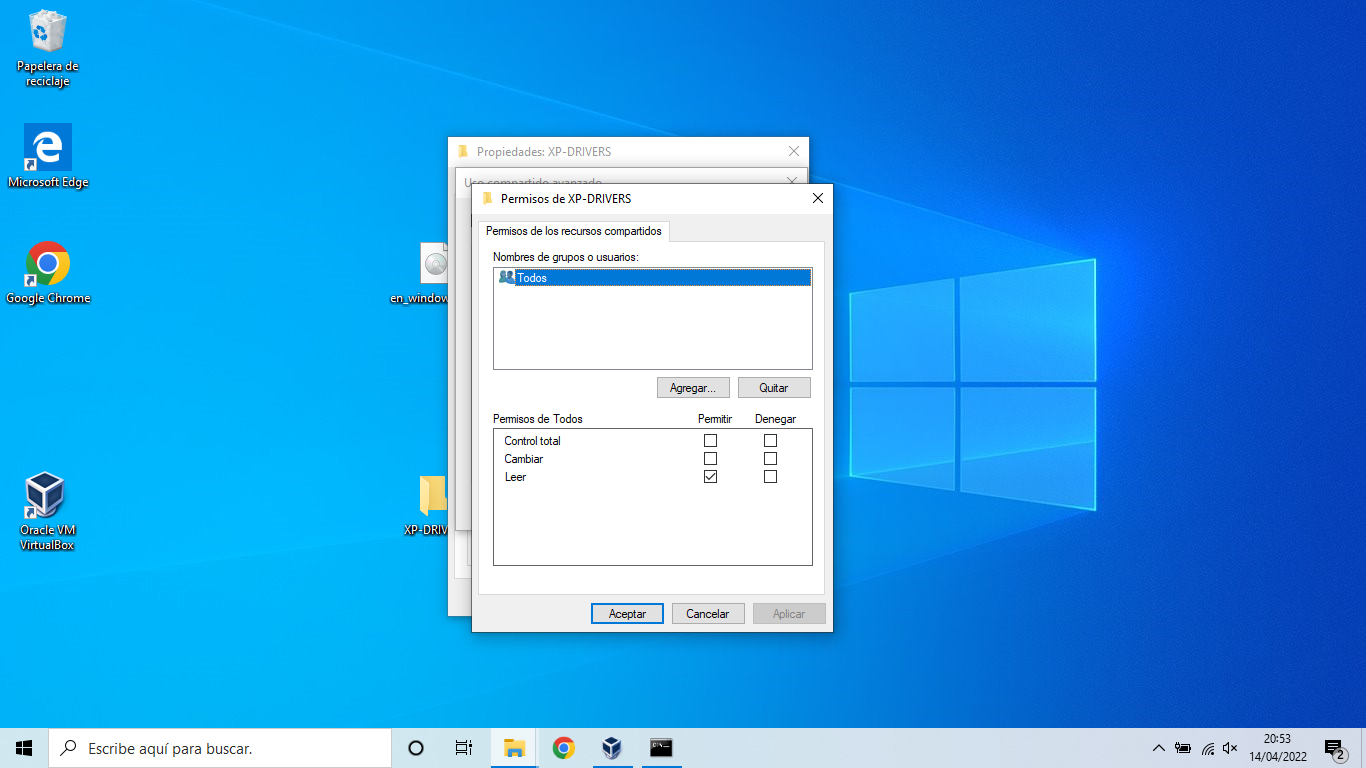 Papelera de
reciclaje
Microsoft Edge
Google Chrome
Oracle VM
VirtualBox
en_window
XP-DRIV
Propiedades: XP-DRIVERS
Uso compartido avanzado
Permisos de XP-DRIVERS
Permisos de los recursos compartidos
Nombres de grupos o usuarios:
Todos
Agregar...
Quitar
Permisos de Todos
Permitir
Denegar
Control total
Cambiar
Leer
Aceptar
Cancelar
Aplicar
Escribe aquí para buscar.
20:53
14/04/2022
2